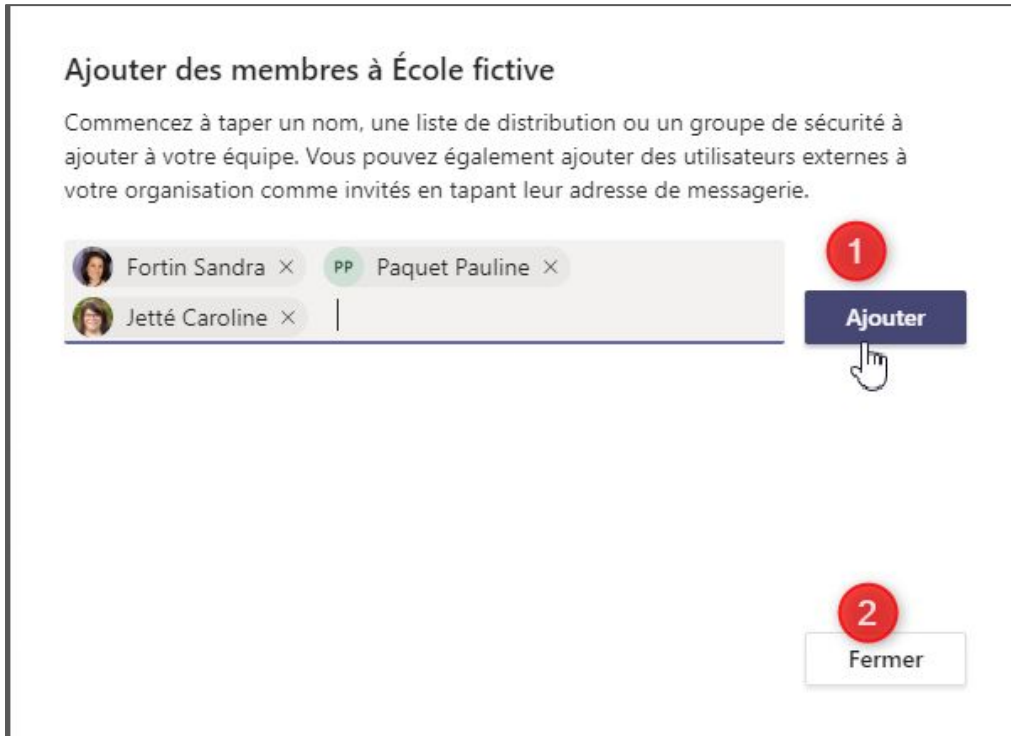 Ajouter des membres à École fictive
Commencez à taper un nom, une liste de distribution ou un groupe de sécurité à
ajouter à votre équipe. Vous pouvez également ajouter des utilisateurs externes à
votre organisation comme invités en tapant leur adresse de messagerie.
Fortin Sandra × PP Paquet Pauline ×
1
Jetté Caroline ×
Ajouter
2
Fermer